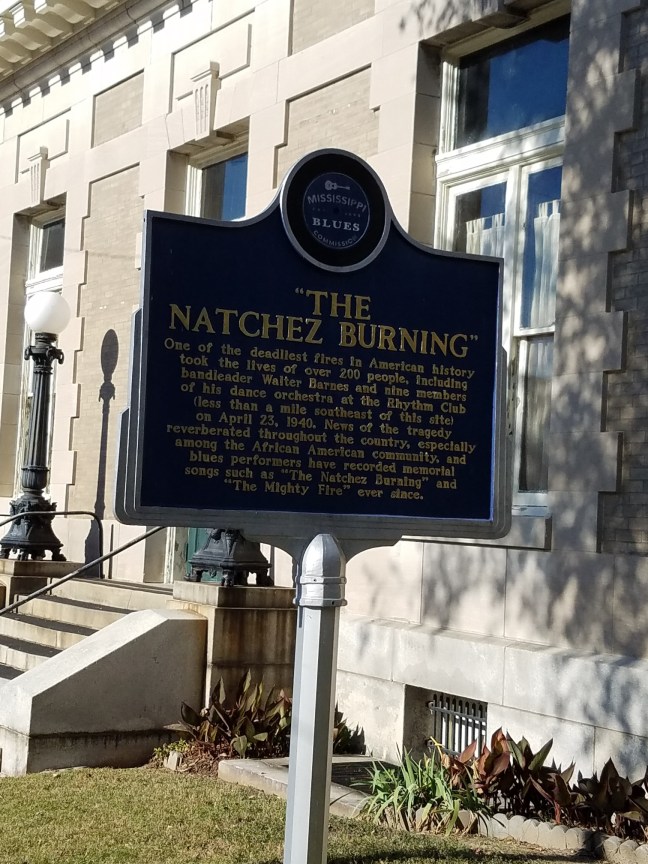 MISSISSIPPI
BLUES
COMMISSION
"THE
NATCHEZ BURNING"
One of the deadliest fires in American history
took the lives of over 200 people, including
bandleader Walter Barnes and nine members
of his dance orchestra at the Rhythm Club
(less than a mile southeast of this site)
on April 23, 1940. News of the tragedy
reverberated throughout the country, especially
among the African American community, and
blues performers have recorded memorial
songs such as "The Natchez Burning" and
"The Mighty Fire" ever since.